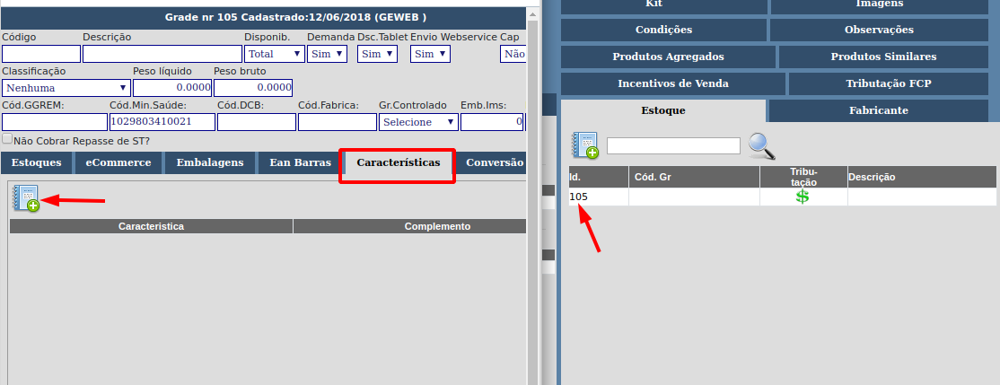 Grade nr 105 Cadastrado:12/06/2018 (GEWEB )
Código Descrição Disponib. Demanda Dsc.Tablet Envio Webservice Cap
Total Sim Sim Sim Não
Classificação Peso líquido Peso bruto
Nenhuma 0.0000 0.0000
Cód.GGREM: Cód.Min.Saúde: Cód.DCB: Cód.Fabrica: Gr.Controlado Emb.Ims:
1029803410021 Selecione 0
Não Cobrar Repasse de ST?
Estoques eCommerce Embalagens Ean Barras Características Conversão
Caracteristica Complemento
Kit Imagens
Condições Observações
Produtos Agregados Produtos Similares
Incentivos de Venda Tributação FCP
Estoque Fabricante
Id. Cód. Gr Tribu-
tação Descrição
105 $